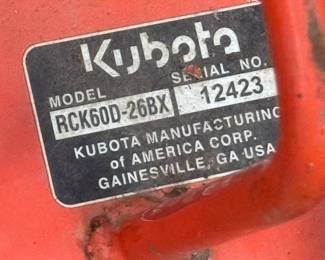 Kubota
MODEL SERIAL NO.
RCK60D-26BX 12423
KUBOTA MANUFACTURING
of AMERICA CORP.
GAINESVILLE, GA USA